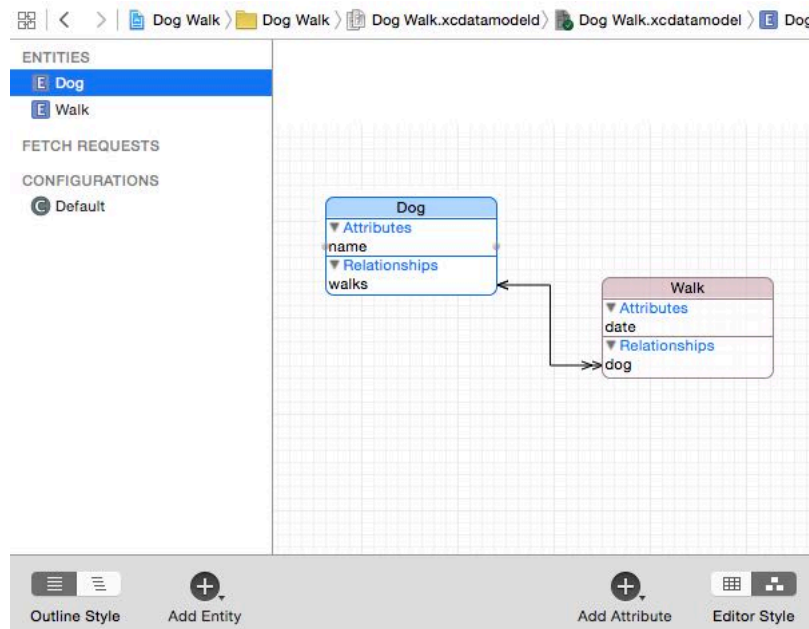 Dog Walk Dog Walk Dog Walk.xcdatamodeld Dog Walk.xcdatamodel E Dog
ENTITIES
E Dog
E Walk
FETCH REQUESTS
CONFIGURATIONS
C Default
Dog
Attributes
name
Relationships
walks
Walk
Attributes
date
Relationships
dog
Outline Style Add Entity Add Attribute Editor Style